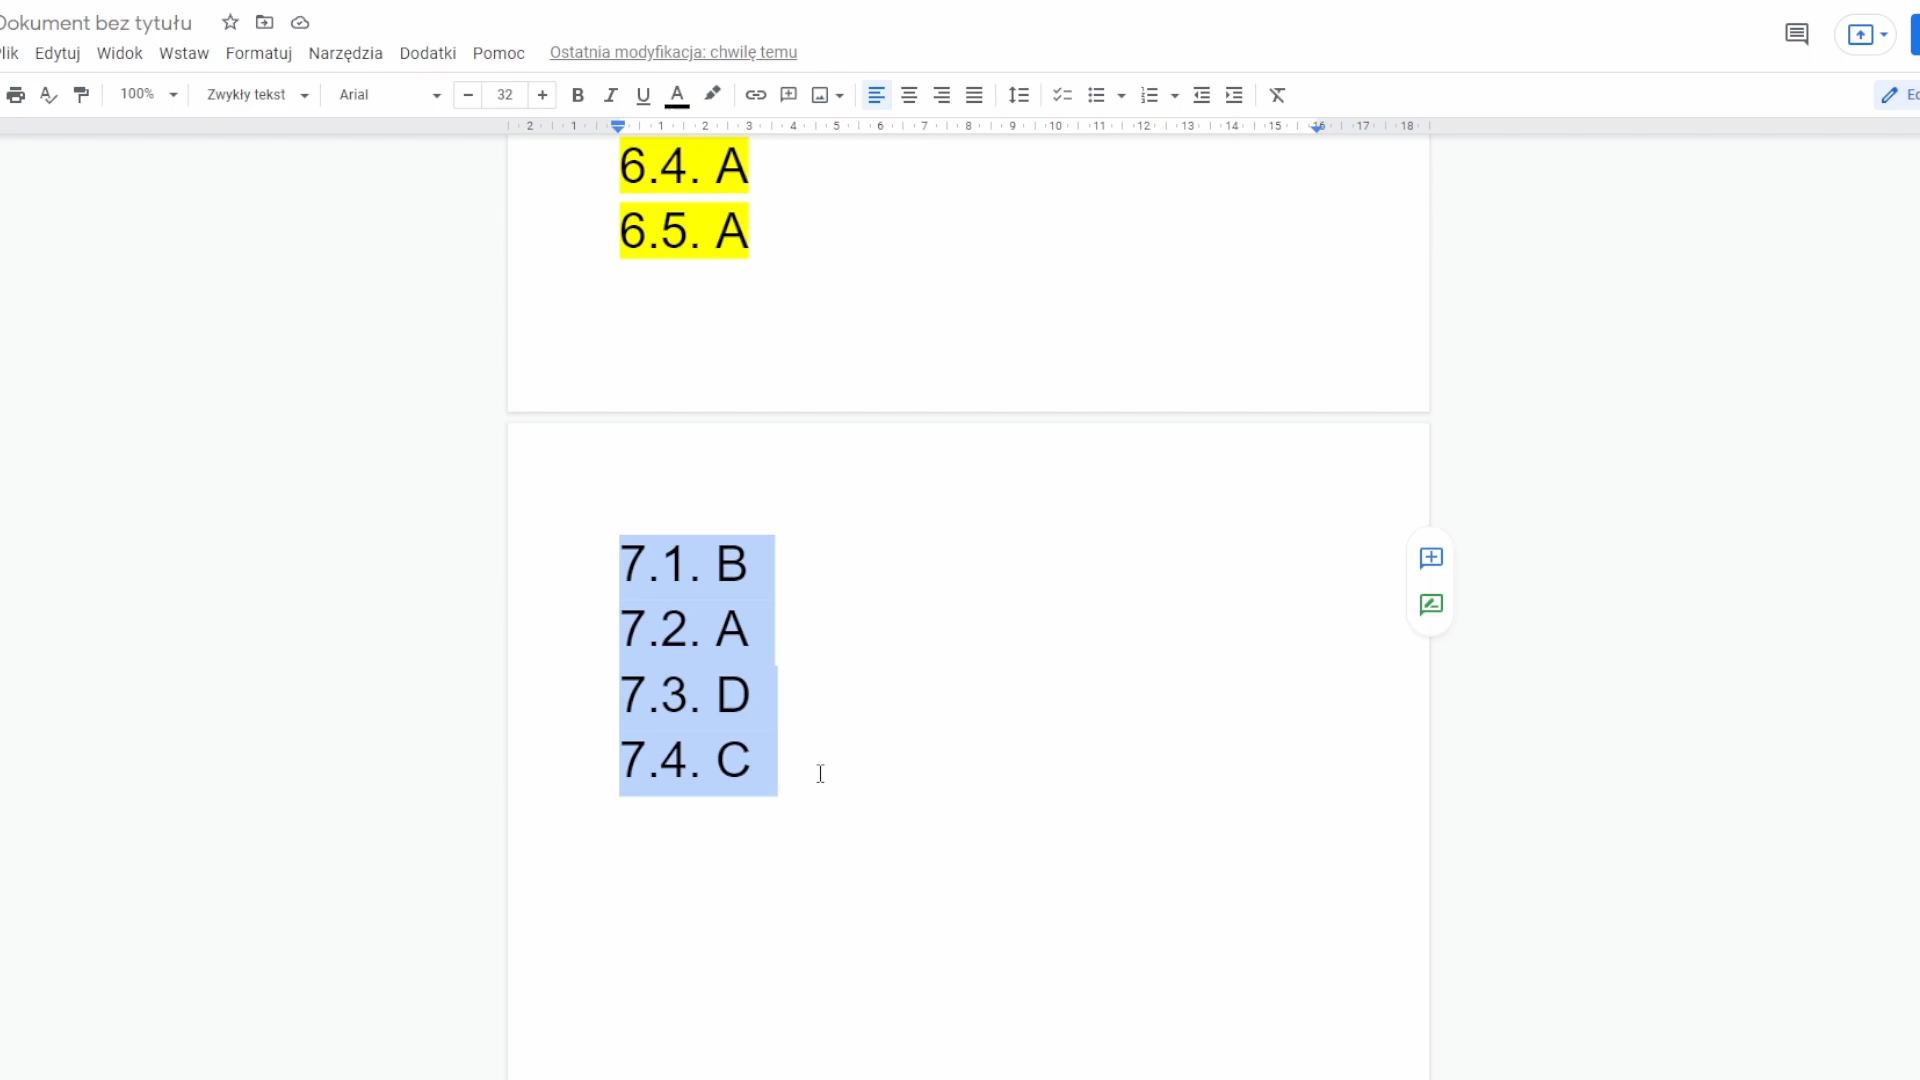 Dokument bez tytułu
Plik Edytuj Widok Wstaw Formatuj Narzędzia Dodatki Pomoc Ostatnia modyfikacja: chwilę temu
100% Zwykły tekst Arial 32
2 1 1 2 3 4 5 6 7 8 9 10 11 12 13 14 15 16 17 18
6.4. A
6.5. A
7.1. B
7.2. A
7.3. D
7.4. C